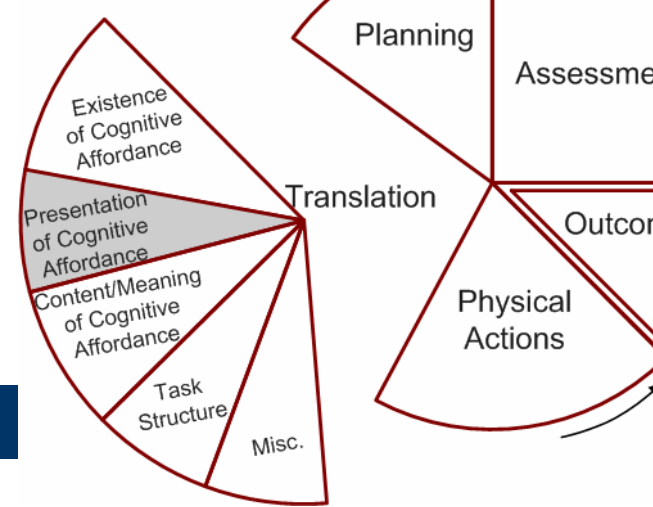 Planning
Assessme
Existence
of Cognitive
Affordance
Presentation
of Cognitive
Affordance
Translation
Outcor
Content/Meaning
of Cognitive
Affordance
Physical
Actions
Task
Structure
Misc.